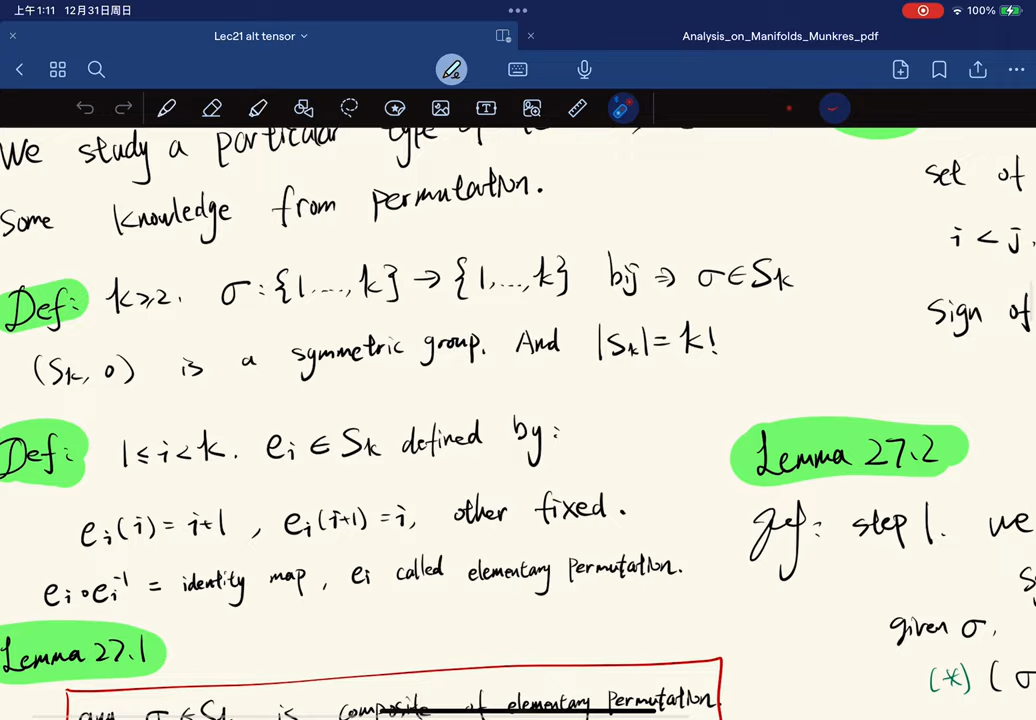 上午1:11 12月31日周日
100%
Lec21 alt tensor
Analysis_on_Manifolds_Munkres_pdf
We study a particular type of
some knowledge from permutation.
Def: k≥2. σ:{1,...,k}→{1,...,k} bij ⇒ σ∈Sk
(Sk, o) is a symmetric group. And |Sk|=k!
Def: 1≤i<k. ei ∈ Sk defined by:
ei(i)=i+1, ei(i+1)=i, other fixed.
ei∘ei⁻¹ = identity map, ei called elementary permutation.
Lemma 27.1
any σ∈Sk is composite of elementary permutation.
set of
i<j.
sign of
Lemma 27.2
step 1. we
given σ,
(*) (σ